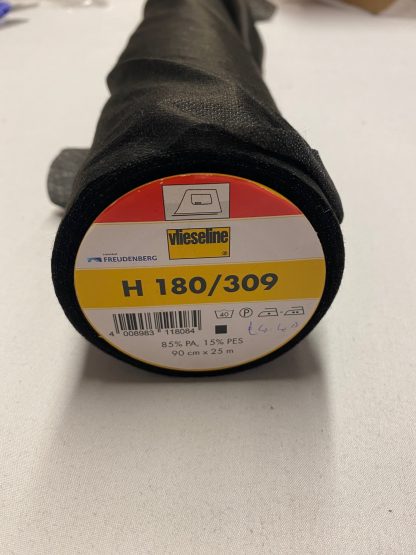 vlieseline
FREUDENBERG
H 180/309
40 P
4 008983 118084
85% PA, 15% PES
90 cm x 25 m